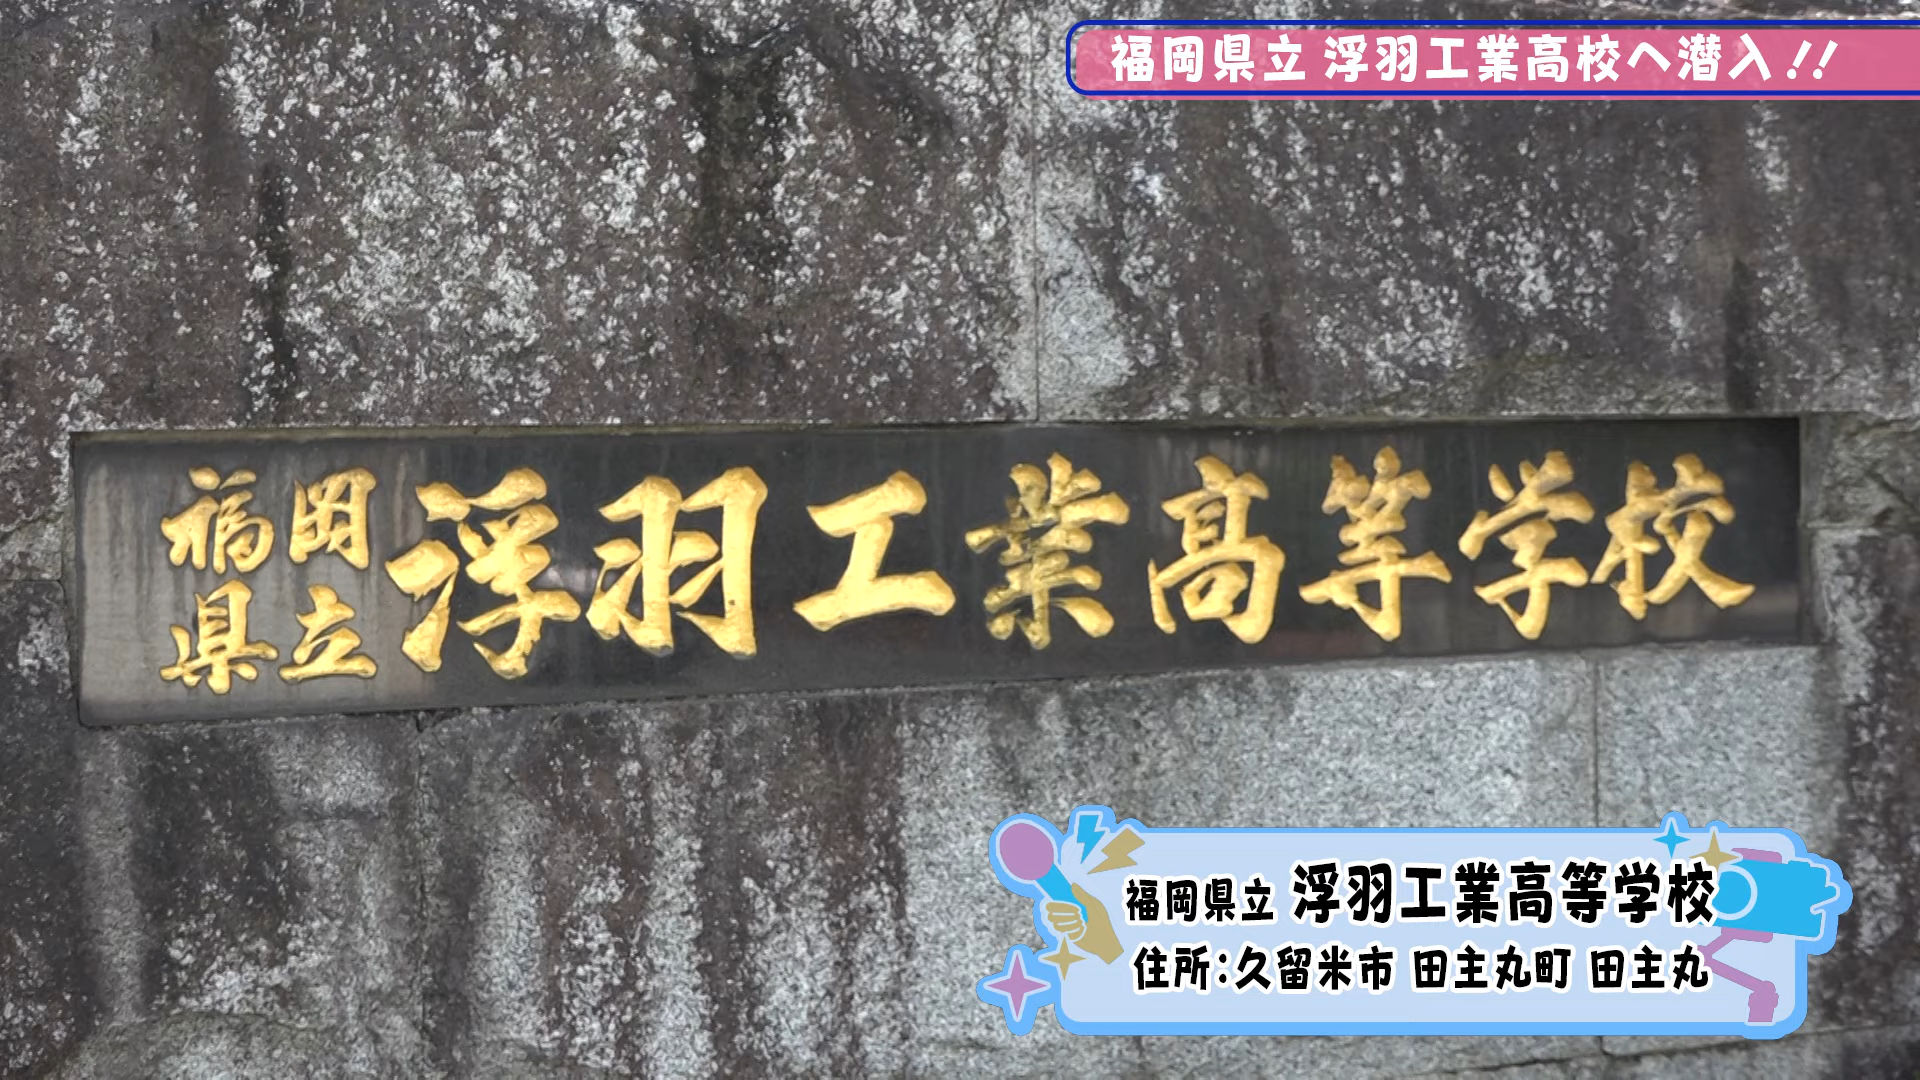 福岡県立 浮羽工業高校へ潜入!!
福岡
県立
浮羽工業高等学校
福岡県立 浮羽工業高等学校
住所:久留米市 田主丸町 田主丸